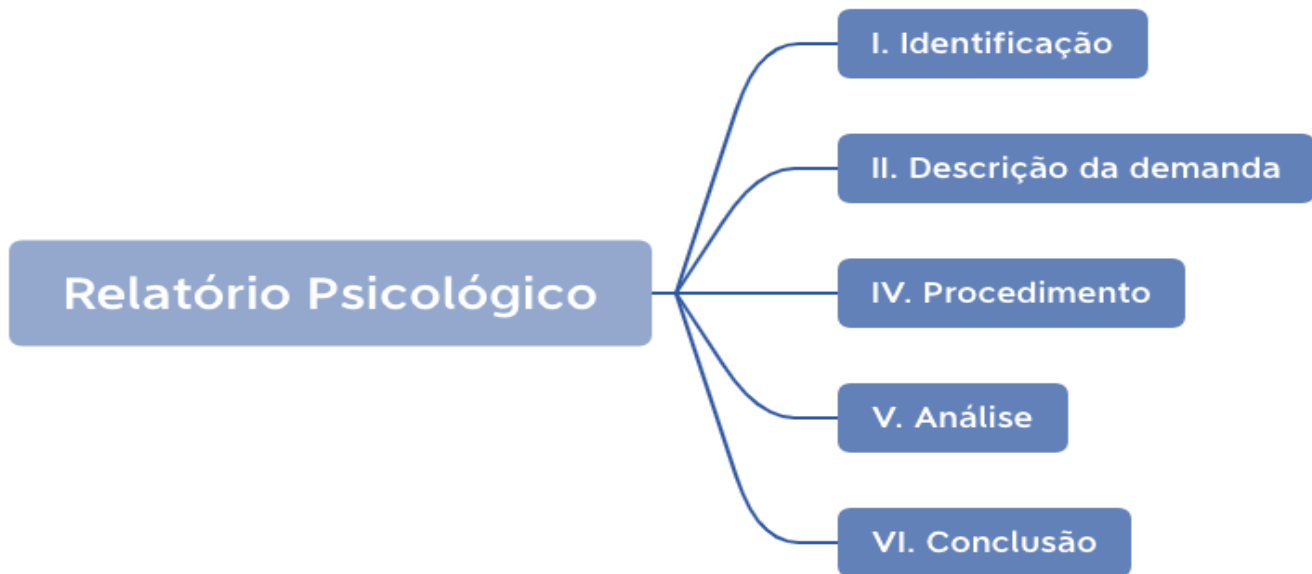 I. Identificação
II. Descrição da demanda
Relatório Psicológico
IV. Procedimento
V. Análise
VI. Conclusão